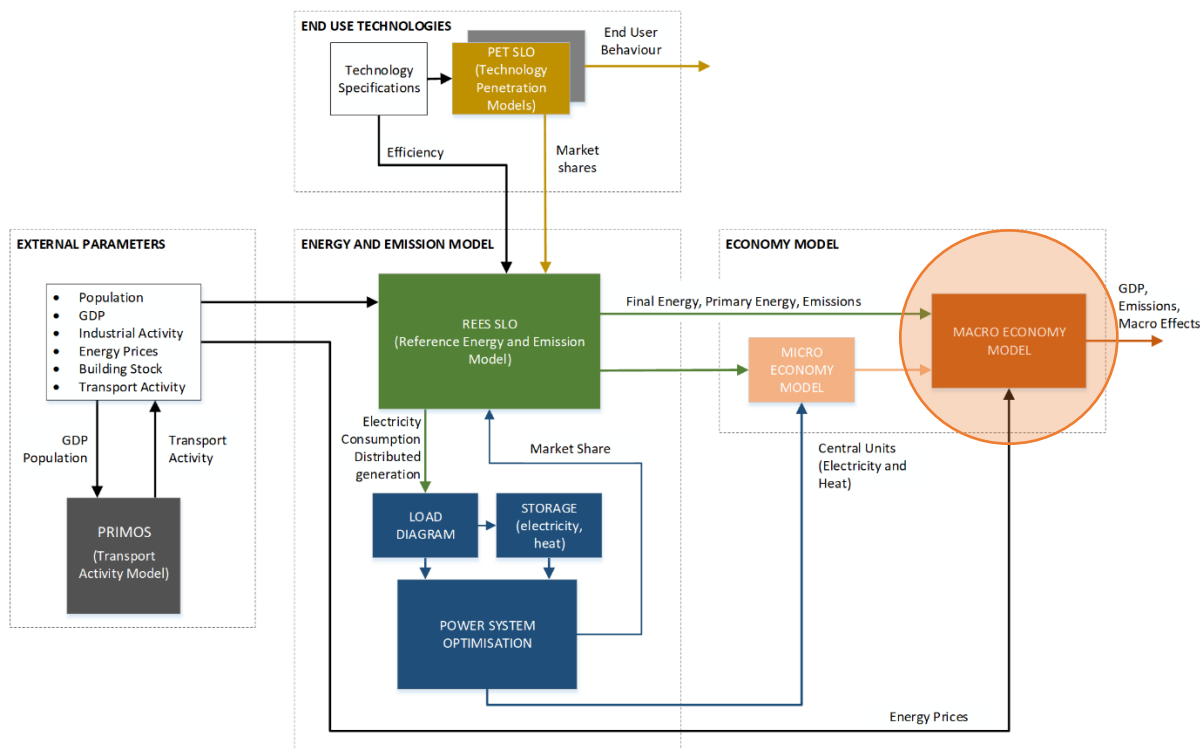 END USE TECHNOLOGIES
Technology
Specifications
PET SLO
(Technology
Penetration
Models)
End User
Behaviour
Efficiency
Market
shares
EXTERNAL PARAMETERS
• Population
• GDP
• Industrial Activity
• Energy Prices
• Building Stock
• Transport Activity
GDP
Population
Transport
Activity
PRIMOS
(Transport
Activity Model)
ENERGY AND EMISSION MODEL
REES SLO
(Reference Energy and Emission
Model)
Electricity
Consumption
Distributed
generation
Market Share
LOAD
DIAGRAM
STORAGE
(electricity,
heat)
POWER SYSTEM
OPTIMISATION
ECONOMY MODEL
Final Energy, Primary Energy, Emissions
MICRO
ECONOMY
MODEL
MACRO ECONOMY
MODEL
GDP,
Emissions,
Macro Effects
Central Units
(Electricity and
Heat)
Energy Prices